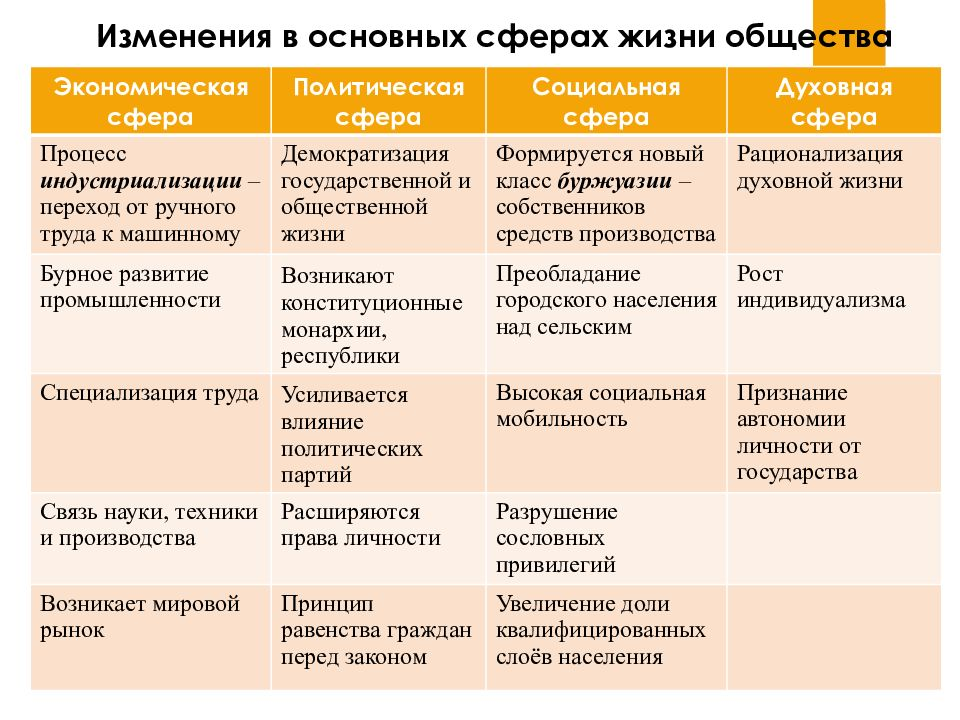 Изменения в основных сферах жизни общества
Экономическая
сфера
Политическая
сфера
Социальная
сфера
Духовная
сфера
Процесс
индустриализации –
переход от ручного
труда к машинному
Демократизация
государственной и
общественной
жизни
Формируется новый
класс буржуазии –
собственников
средств производства
Рационализация
духовной жизни
Бурное развитие
промышленности
Возникают
конституционные
монархии,
республики
Преобладание
городского населения
над сельским
Рост
индивидуализма
Специализация труда
Усиливается
влияние
политических
партий
Высокая социальная
мобильность
Признание
автономии
личности от
государства
Связь науки, техники
и производства
Расширяются
права личности
Разрушение
сословных
привилегий
Возникает мировой
рынок
Принцип
равенства граждан
перед законом
Увеличение доли
квалифицированных
слоёв населения